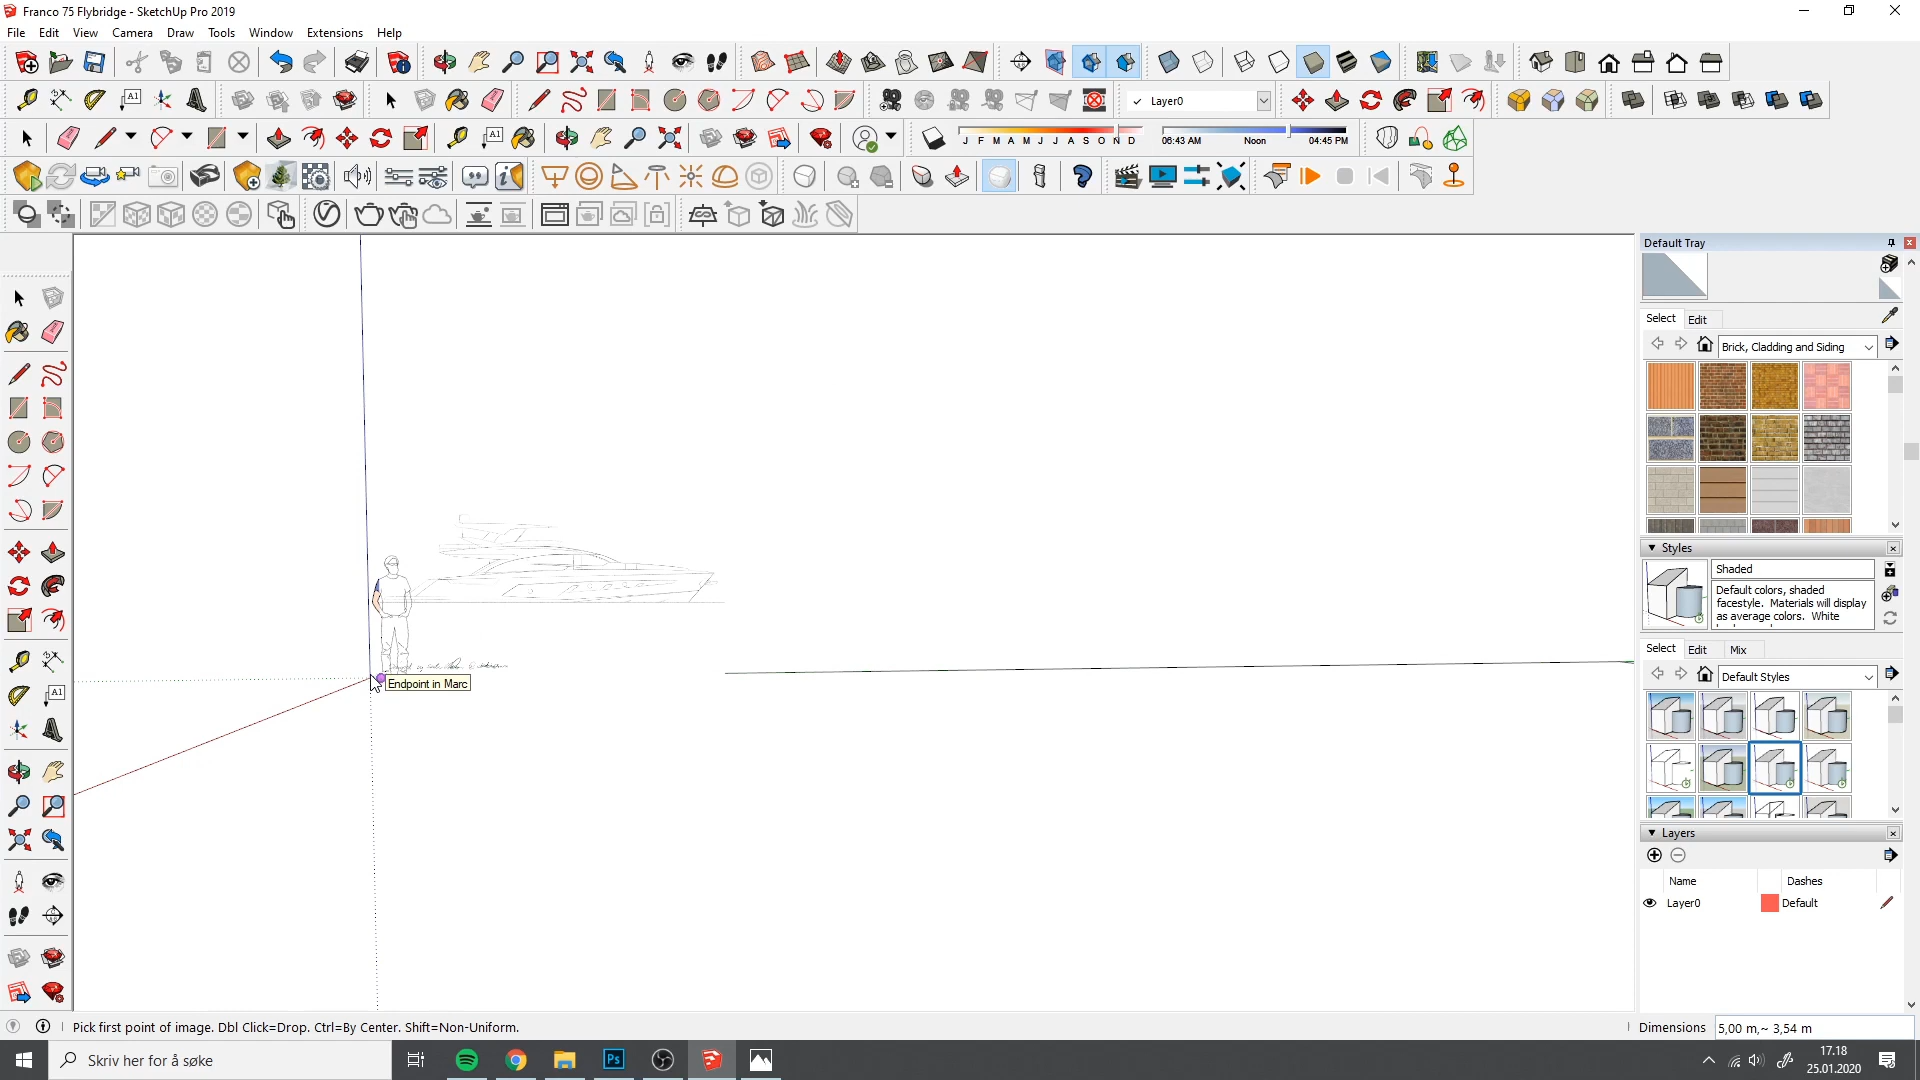 Franco 75 Flybridge - SketchUp Pro 2019
File Edit View Camera Draw Tools Window Extensions Help
A1
✓ Layer0
A1
J F M A M J J A S O N D
06:43 AM Noon 04:45 PM
Default Tray
Select Edit
Brick, Cladding and Siding
Styles
Shaded
Default colors, shaded
facestyle. Materials will display
as average colors. White
Select Edit Mix
Default Styles
A1
Endpoint in Marc
Layers
Name Dashes
Layer0 Default
Pick first point of image. Dbl Click=Drop. Ctrl=By Center. Shift=Non-Uniform.
Dimensions 5,00 m,~ 3,54 m
Skriv her for å søke
Ps
17.18
25.01.2020